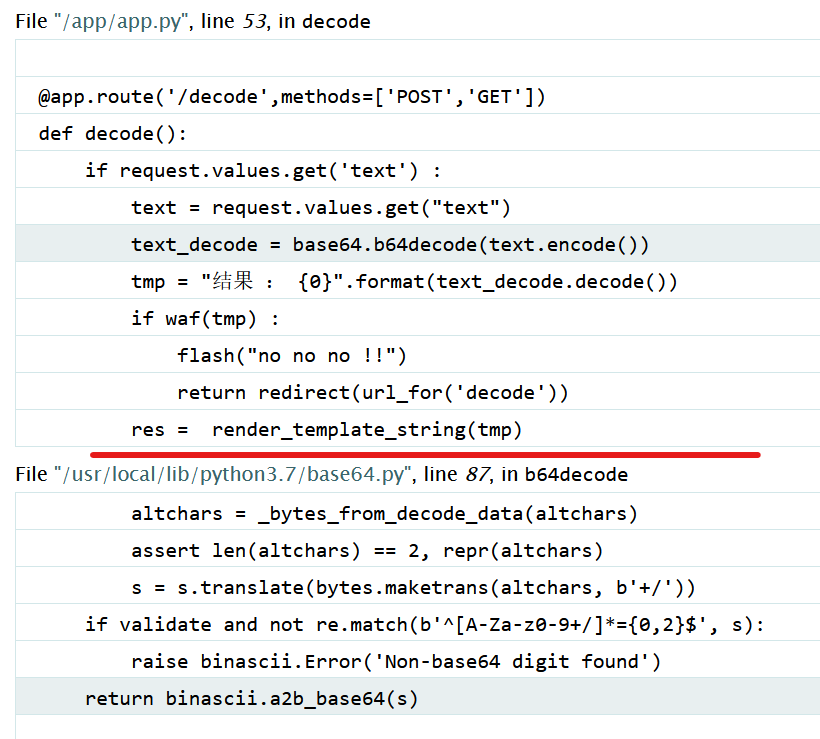 File "/app/app.py", line 53, in decode
@app.route('/decode',methods=['POST','GET'])
def decode():
    if request.values.get('text') :
        text = request.values.get("text")
        text_decode = base64.b64decode(text.encode())
        tmp = "结果 ： {0}".format(text_decode.decode())
        if waf(tmp) :
            flash("no no no !!")
            return redirect(url_for('decode'))
        res =  render_template_string(tmp)
File "/usr/local/lib/python3.7/base64.py", line 87, in b64decode
        altchars = _bytes_from_decode_data(altchars)
        assert len(altchars) == 2, repr(altchars)
        s = s.translate(bytes.maketrans(altchars, b'+/'))
    if validate and not re.match(b'^[A-Za-z0-9+/]*={0,2}$', s):
        raise binascii.Error('Non-base64 digit found')
    return binascii.a2b_base64(s)